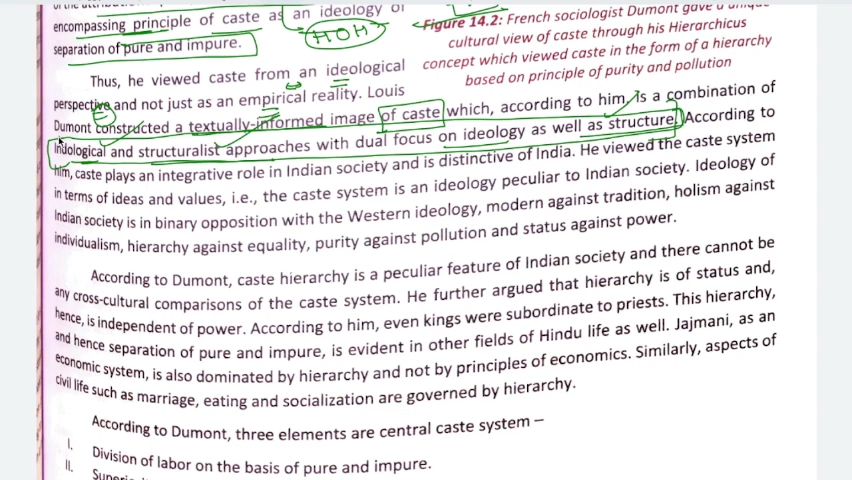 encompassing principle of caste as an ideology of
separation of pure and impure.
HOH
Figure 14.2: French sociologist Dumont gave a unique
cultural view of caste through his Hierarchicus
concept which viewed caste in the form of a hierarchy
based on principle of purity and pollution
Thus, he viewed caste from an ideological
perspective and not just as an empirical reality. Louis
Dumont constructed a textually-informed image of caste which, according to him, is a combination of
Indological and structuralist approaches with dual focus on ideology as well as structure. According to
him, caste plays an integrative role in Indian society and is distinctive of India. He viewed the caste system
in terms of ideas and values, i.e., the caste system is an ideology peculiar to Indian society. Ideology of
Indian society is in binary opposition with the Western ideology, modern against tradition, holism against
individualism, hierarchy against equality, purity against pollution and status against power.
According to Dumont, caste hierarchy is a peculiar feature of Indian society and there cannot be
any cross-cultural comparisons of the caste system. He further argued that hierarchy is of status and,
hence, is independent of power. According to him, even kings were subordinate to priests. This hierarchy,
and hence separation of pure and impure, is evident in other fields of Hindu life as well. Jajmani, as an
economic system, is also dominated by hierarchy and not by principles of economics. Similarly, aspects of
civil life such as marriage, eating and socialization are governed by hierarchy.
According to Dumont, three elements are central caste system –
I. Division of labor on the basis of pure and impure.
II.